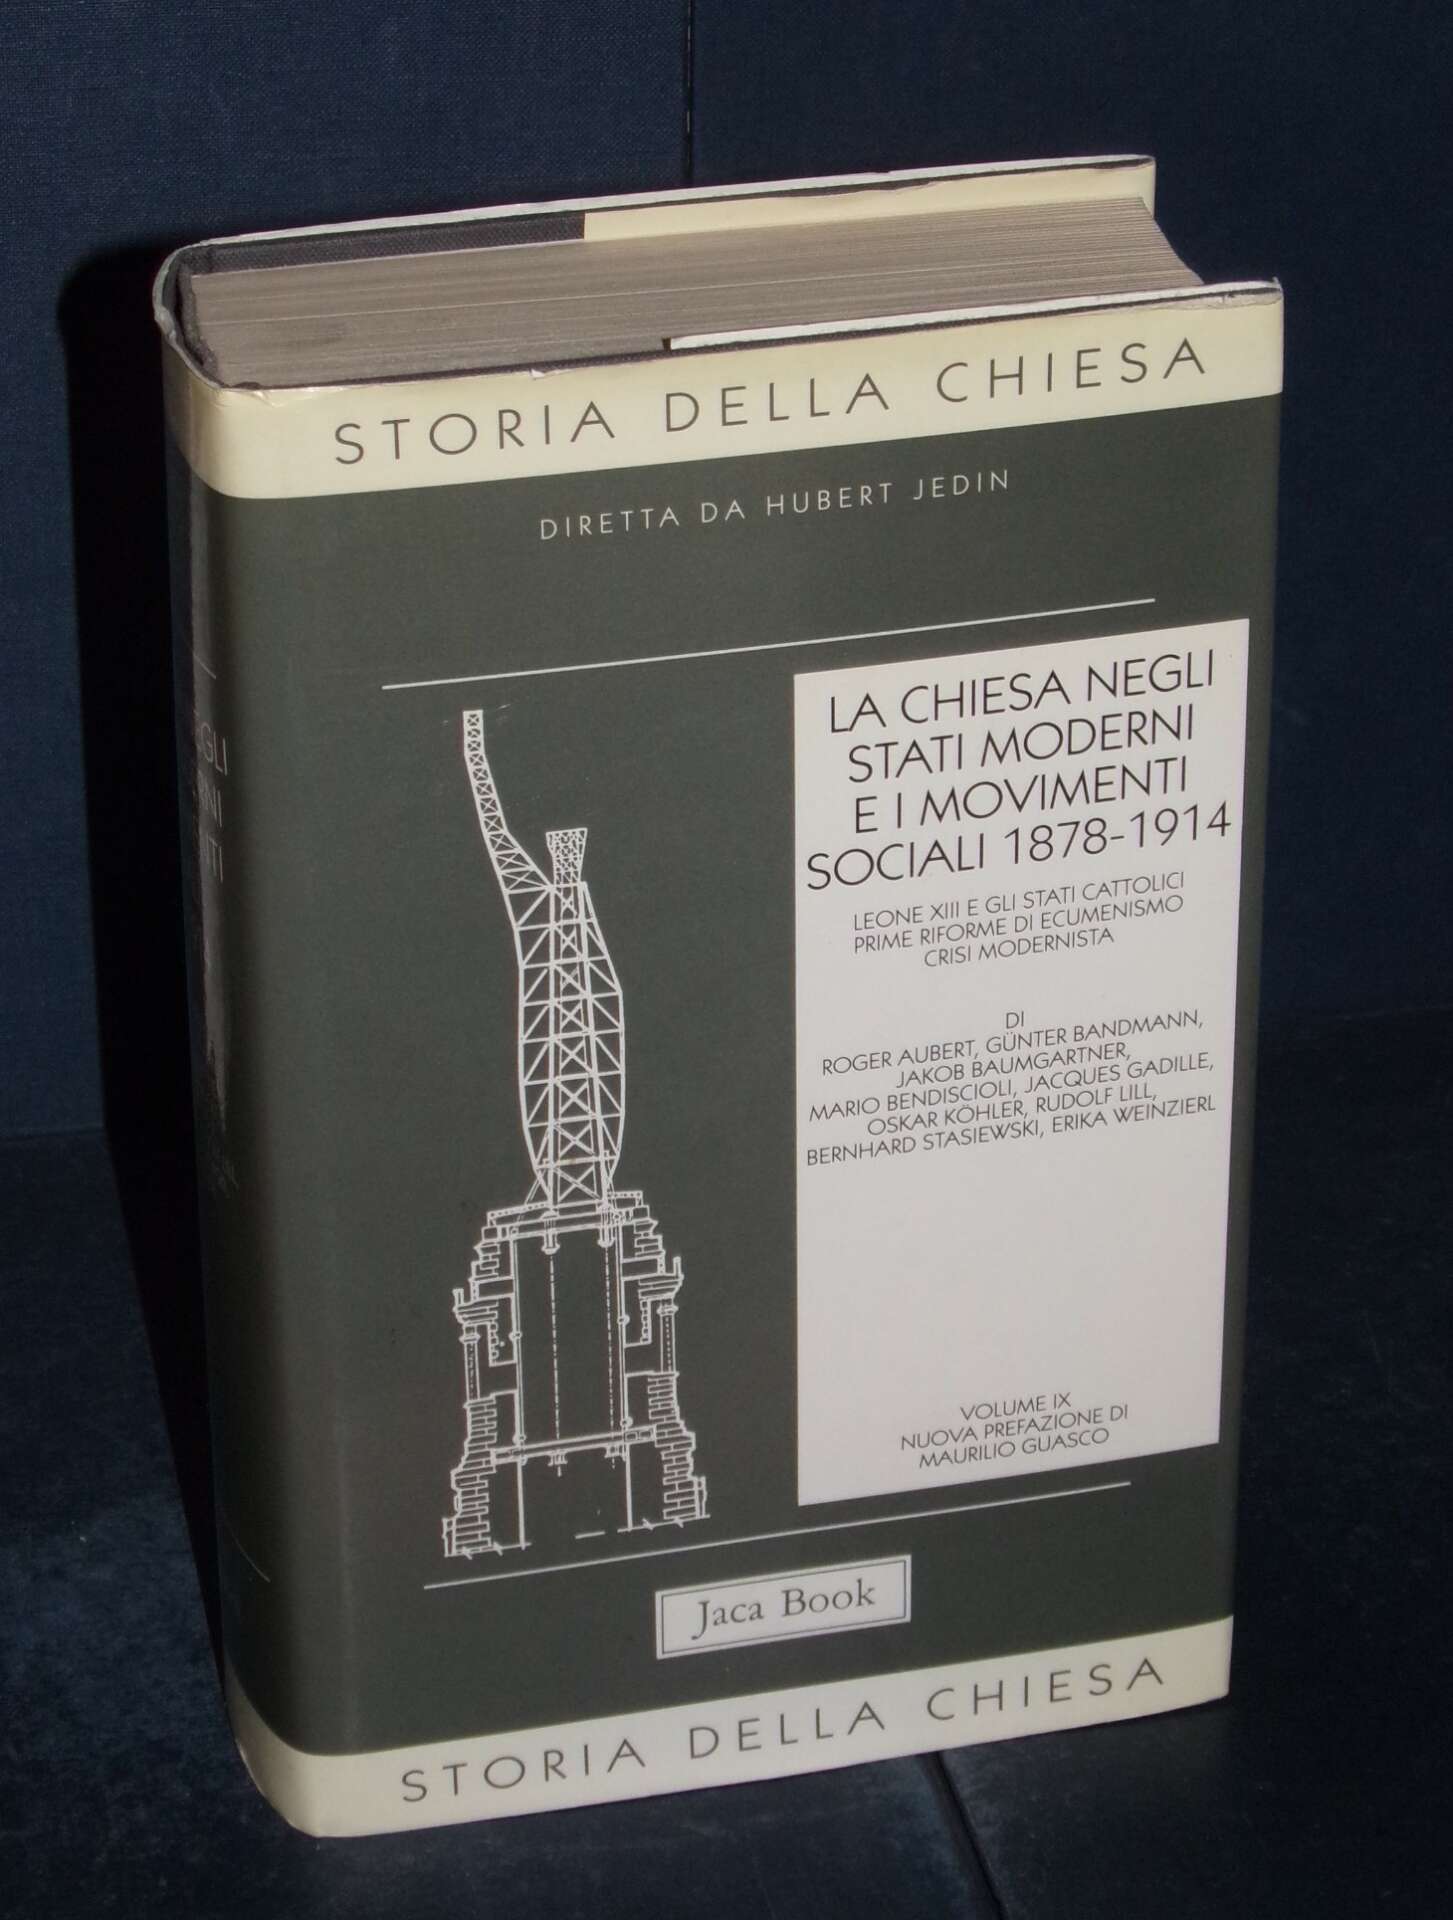 STORIA DELLA CHIESA
DIRETTA DA HUBERT JEDIN
LA CHIESA NEGLI
STATI MODERNI
E I MOVIMENTI
SOCIALI 1878-1914
LEONE XIII E GLI STATI CATTOLICI
PRIME RIFORME DI ECUMENISMO
CRISI MODERNISTA
DI
ROGER AUBERT, GÜNTER BANDMANN,
JAKOB BAUMGARTNER,
MARIO BENDISCIOLI, JACQUES GADILLE,
OSKAR KÖHLER, RUDOLF LILL,
BERNHARD STASIEWSKI, ERIKA WEINZIERL
VOLUME IX
NUOVA PREFAZIONE DI
MAURILIO GUASCO
Jaca Book
STORIA DELLA CHIESA